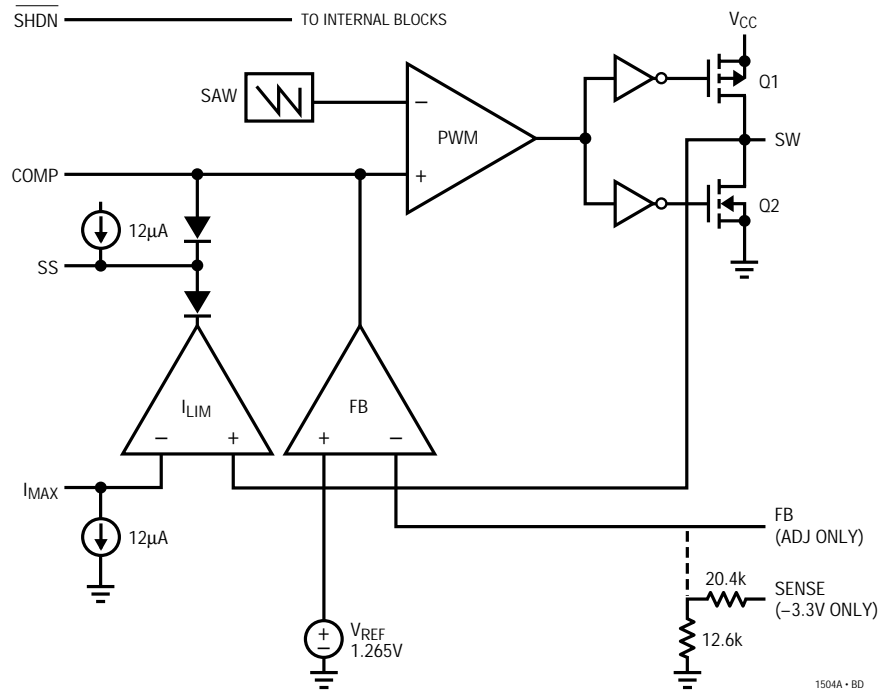 SHDN
TO INTERNAL BLOCKS
VCC
SAW
−
PWM
+
Q1
SW
COMP
12µA
SS
Q2
ILIM
− +
FB
+ −
IMAX
12µA
FB
(ADJ ONLY)
20.4k
SENSE
(–3.3V ONLY)
12.6k
+
−
VREF
1.265V
1504A • BD